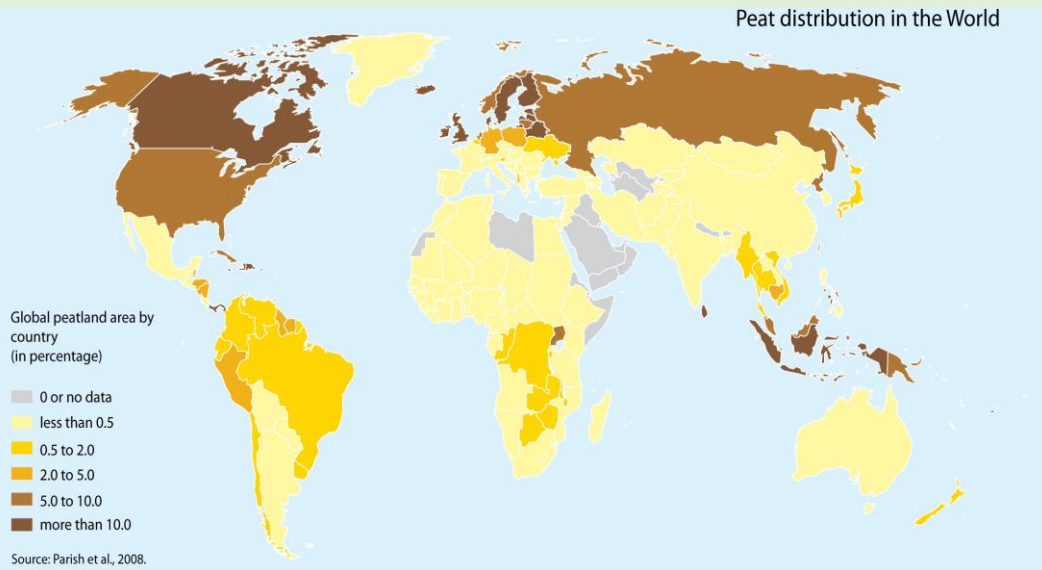 Peat distribution in the World
Global peatland area by
country
(in percentage)
0 or no data
less than 0.5
0.5 to 2.0
2.0 to 5.0
5.0 to 10.0
more than 10.0
Source: Parish et al., 2008.